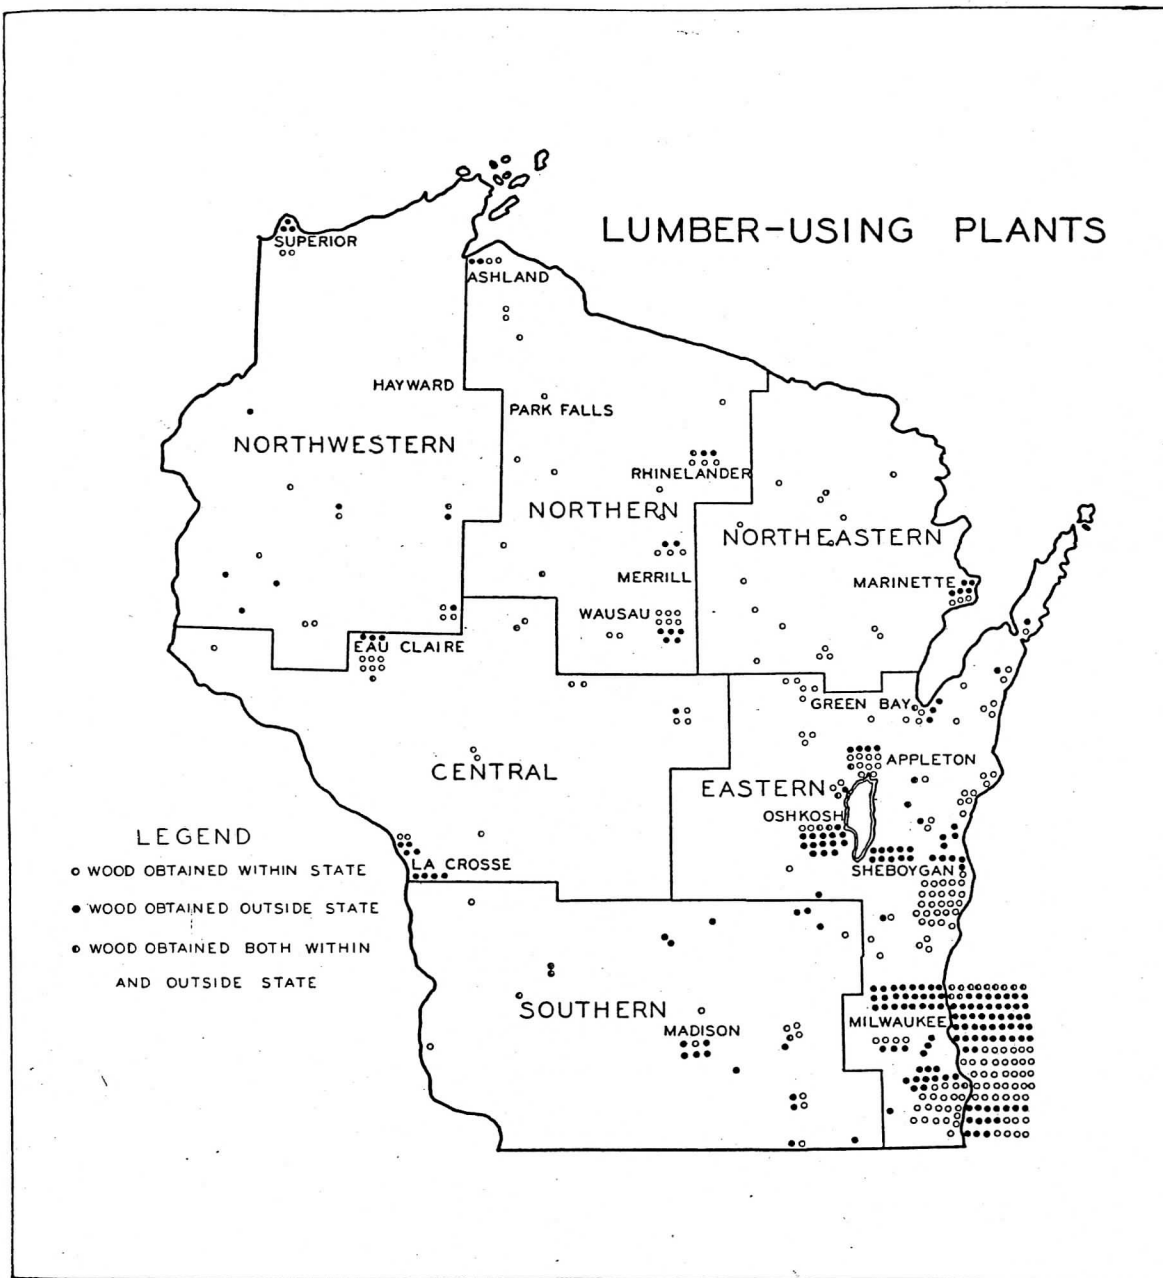 LUMBER-USING PLANTS
SUPERIOR
ASHLAND
HAYWARD
PARK FALLS
NORTHWESTERN
RHINELANDER
NORTHERN
NORTHEASTERN
MERRILL
MARINETTE
WAUSAU
EAU CLAIRE
GREEN BAY
APPLETON
CENTRAL
EASTERN
OSHKOSH
LEGEND
WOOD OBTAINED WITHIN STATE
WOOD OBTAINED OUTSIDE STATE
WOOD OBTAINED BOTH WITHIN
AND OUTSIDE STATE
LA CROSSE
SHEBOYGAN
SOUTHERN
MADISON
MILWAUKEE